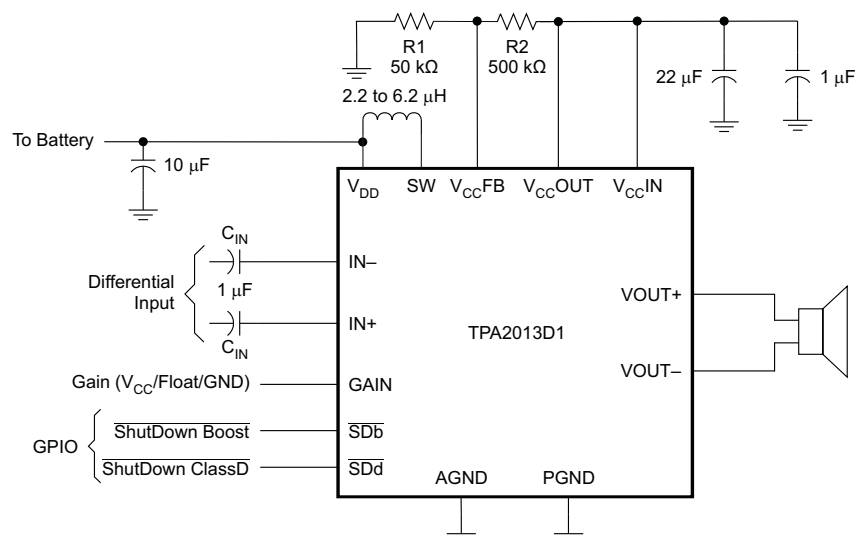 R1
50 kΩ
R2
500 kΩ
22 μF
1 μF
2.2 to 6.2 μH
To Battery
10 μF
VDD
SW
VCCFB
VCCOUT
VCCIN
CIN
IN–
Differential
Input
1 μF
IN+
CIN
VOUT+
TPA2013D1
VOUT–
Gain (VCC/Float/GND)
GAIN
GPIO
ShutDown Boost
SDb
ShutDown ClassD
SDd
AGND
PGND